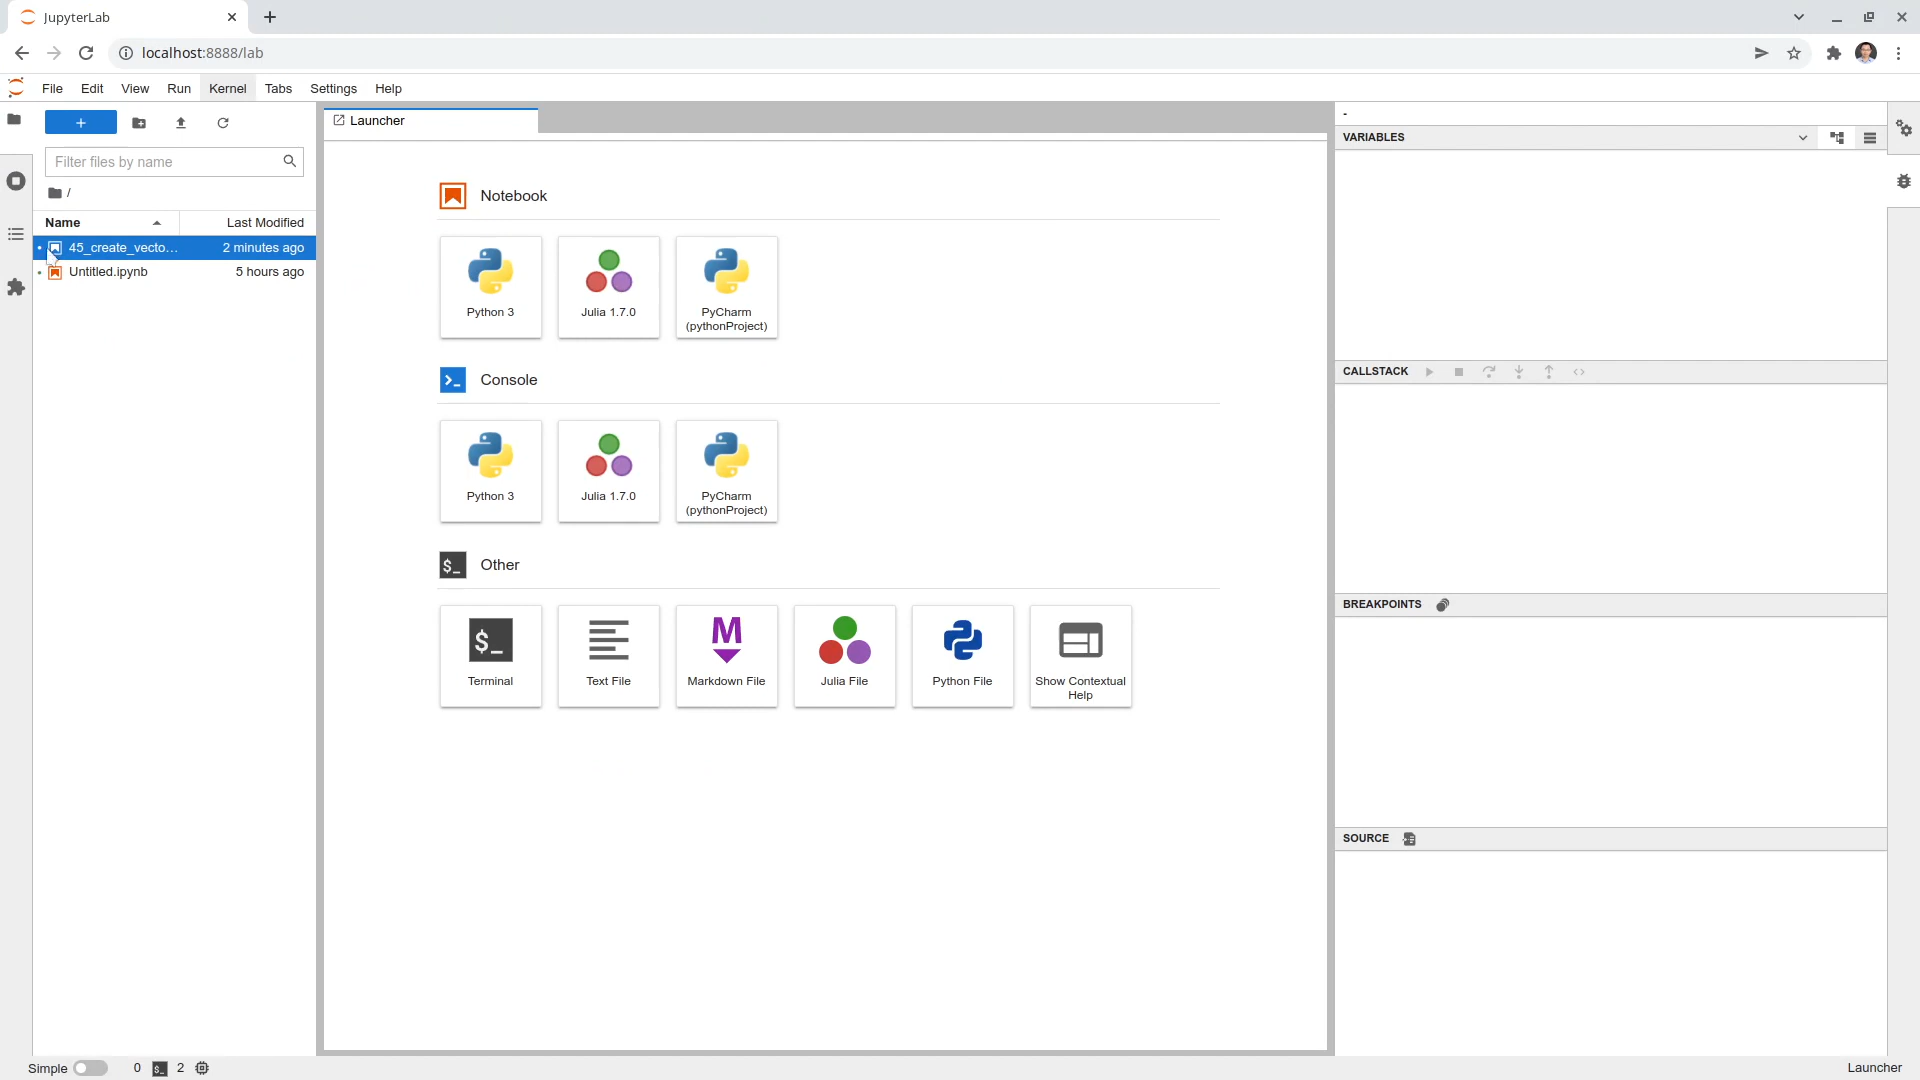 JupyterLab
localhost:8888/lab
File Edit View Run Kernel Tabs Settings Help
Filter files by name
/
Name Last Modified
45_create_vecto... 2 minutes ago
Untitled.ipynb 5 hours ago
Launcher
Notebook
Python 3
Julia 1.7.0
PyCharm
(pythonProject)
Console
Python 3
Julia 1.7.0
PyCharm
(pythonProject)
$_ Other
$_
Terminal
Text File
M
Markdown File
Julia File
Python File
Show Contextual
Help
-
VARIABLES
CALLSTACK
BREAKPOINTS
SOURCE
Simple 0 $_ 2
Launcher